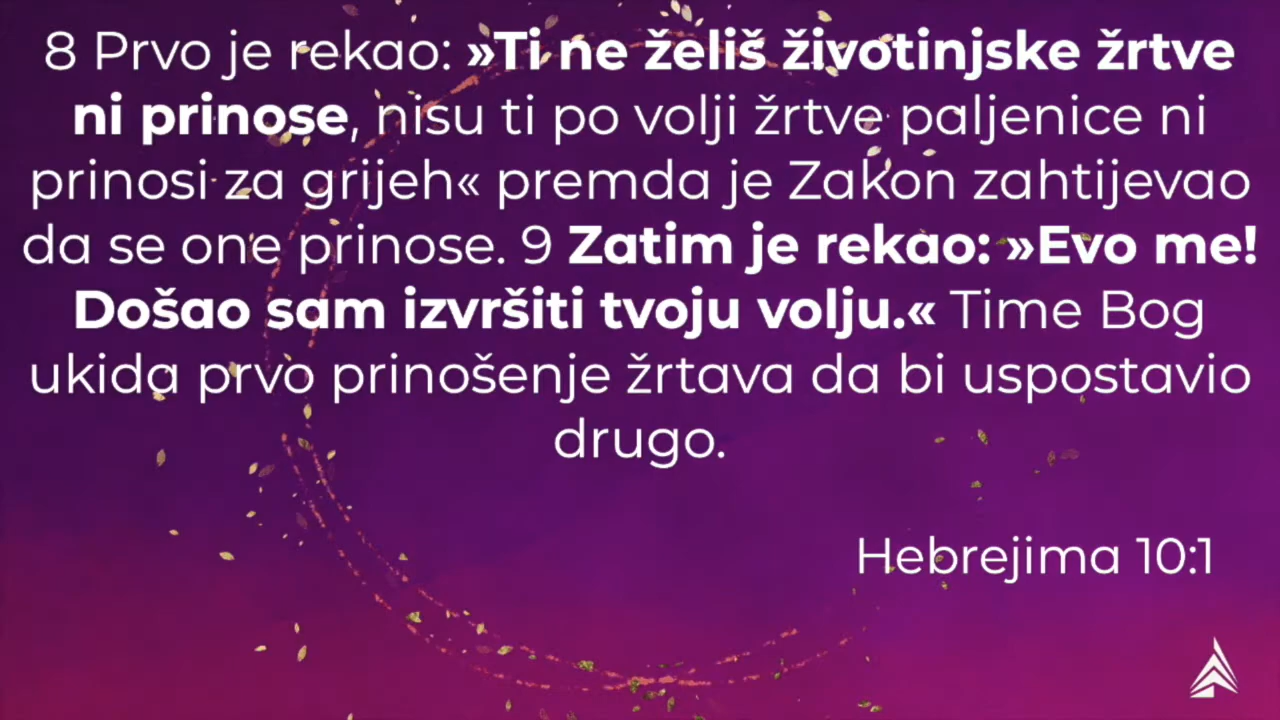 8 Prvo je rekao: »Ti ne želiš životinjske žrtve
ni prinose, nisu ti po volji žrtve paljenice ni
prinosi za grijeh« premda je Zakon zahtijevao
da se one prinose. 9 Zatim je rekao: »Evo me!
Došao sam izvršiti tvoju volju.« Time Bog
ukida prvo prinošenje žrtava da bi uspostavio
drugo.
Hebrejima 10:1